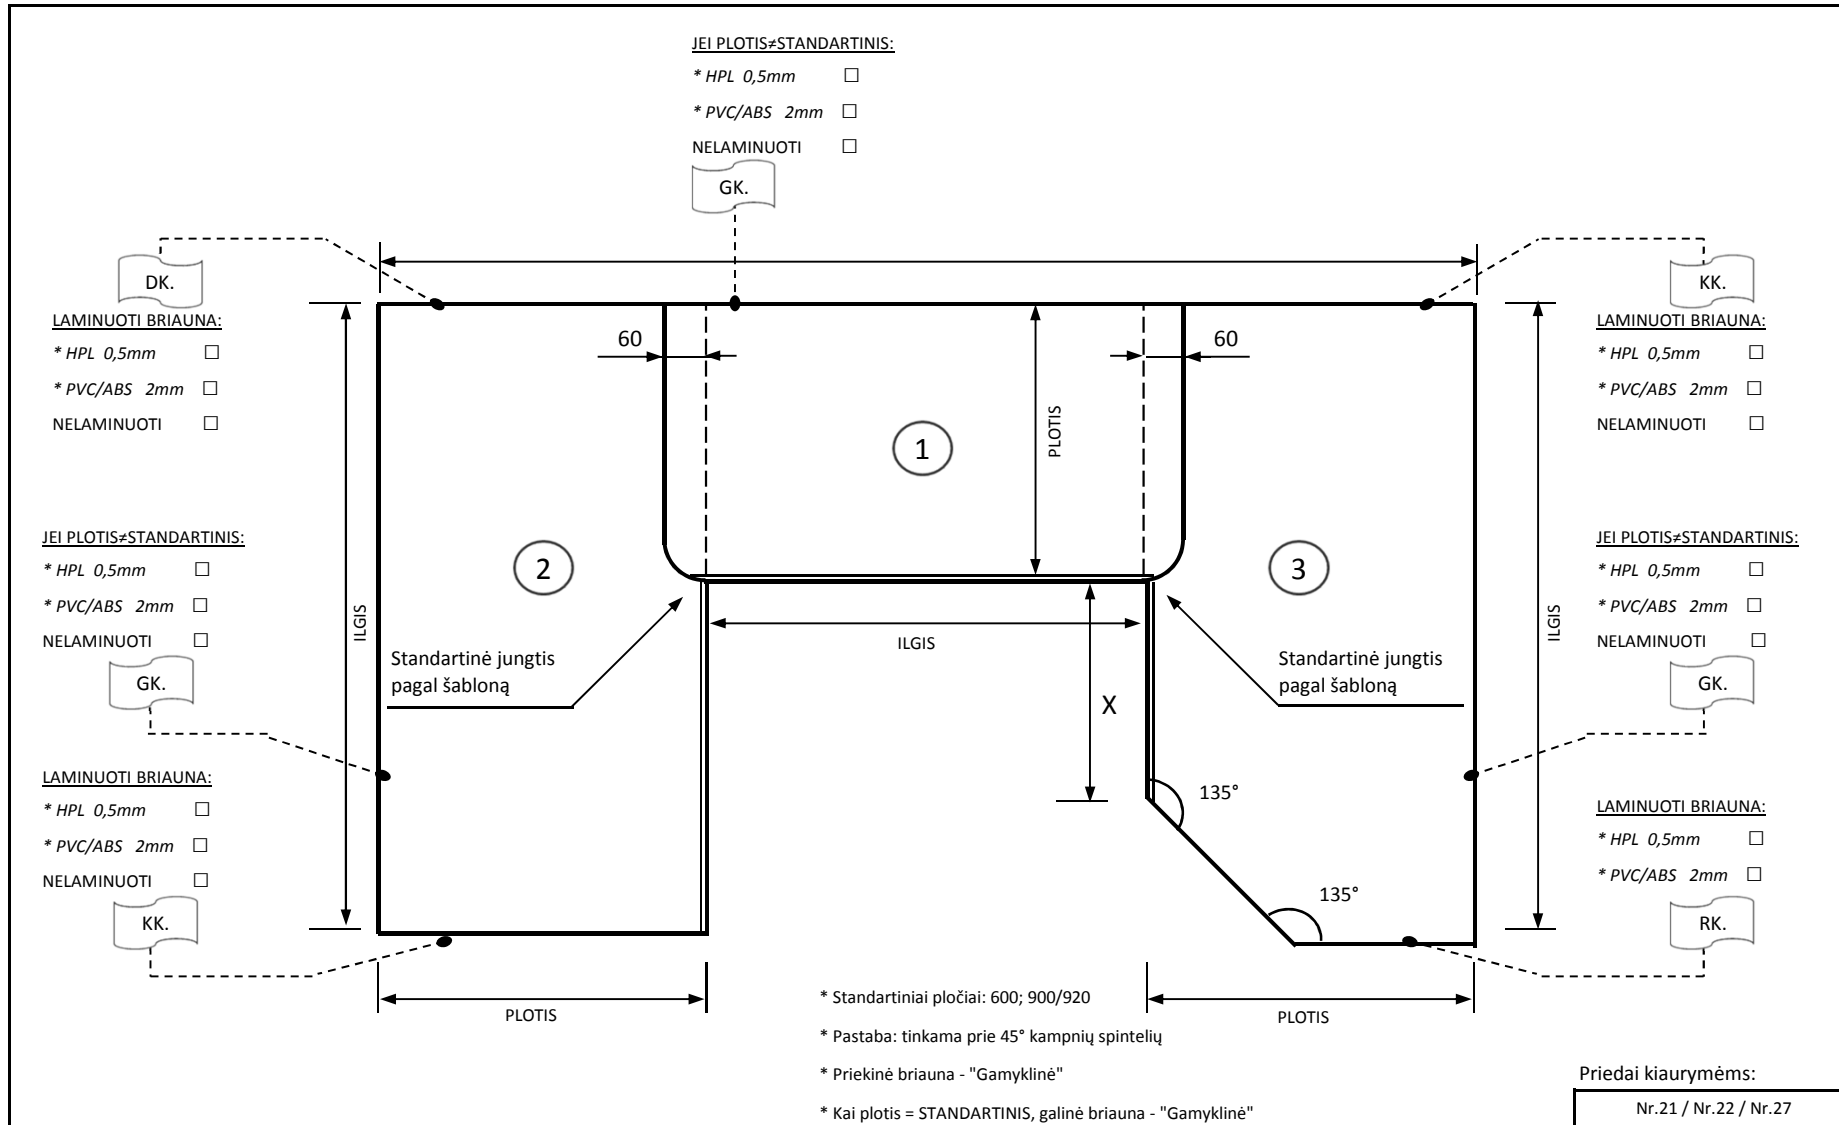 JEI PLOTIS≠STANDARTINIS:
* HPL 0,5mm ☐
* PVC/ABS 2mm ☐
NELAMINUOTI ☐
GK.
DK.
LAMINUOTI BRIAUNA:
* HPL 0,5mm ☐
* PVC/ABS 2mm ☐
NELAMINUOTI ☐
KK.
LAMINUOTI BRIAUNA:
* HPL 0,5mm ☐
* PVC/ABS 2mm ☐
NELAMINUOTI ☐
60
60
PLOTIS
1
2
3
JEI PLOTIS≠STANDARTINIS:
* HPL 0,5mm ☐
* PVC/ABS 2mm ☐
NELAMINUOTI ☐
GK.
JEI PLOTIS≠STANDARTINIS:
* HPL 0,5mm ☐
* PVC/ABS 2mm ☐
NELAMINUOTI ☐
GK.
ILGIS
ILGIS
ILGIS
Standartinė jungtis
pagal šabloną
Standartinė jungtis
pagal šabloną
X
135°
135°
LAMINUOTI BRIAUNA:
* HPL 0,5mm ☐
* PVC/ABS 2mm ☐
NELAMINUOTI ☐
KK.
LAMINUOTI BRIAUNA:
* HPL 0,5mm ☐
* PVC/ABS 2mm ☐
RK.
PLOTIS
PLOTIS
* Standartiniai pločiai: 600; 900/920
* Pastaba: tinkama prie 45° kampnių spintelių
* Priekinė briauna - "Gamyklinė"
* Kai plotis = STANDARTINIS, galinė briauna - "Gamyklinė"
Priedai kiaurymėms:
Nr.21 / Nr.22 / Nr.27